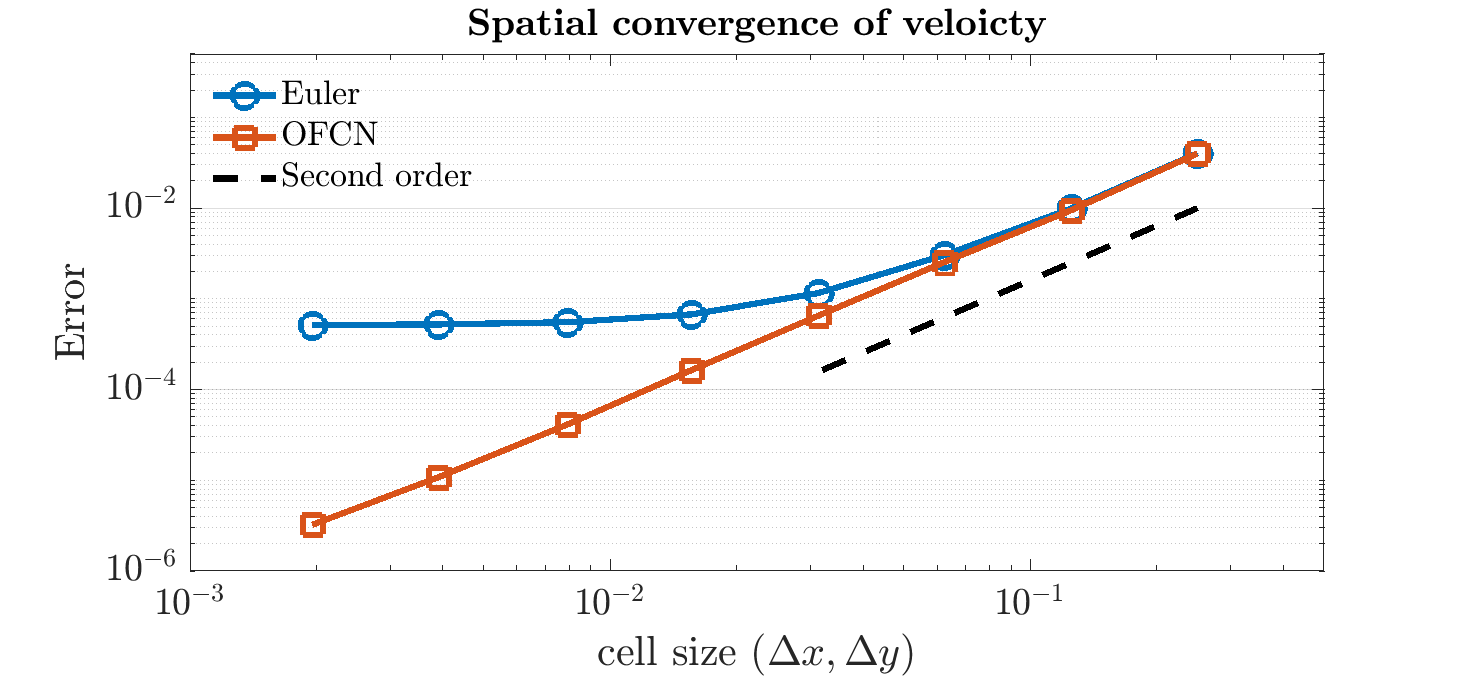 Spatial convergence of veloicty
Euler
OFCN
Second order
10⁻²
10⁻⁴
10⁻⁶
Error
10⁻³
10⁻²
10⁻¹
cell size (Δx, Δy)